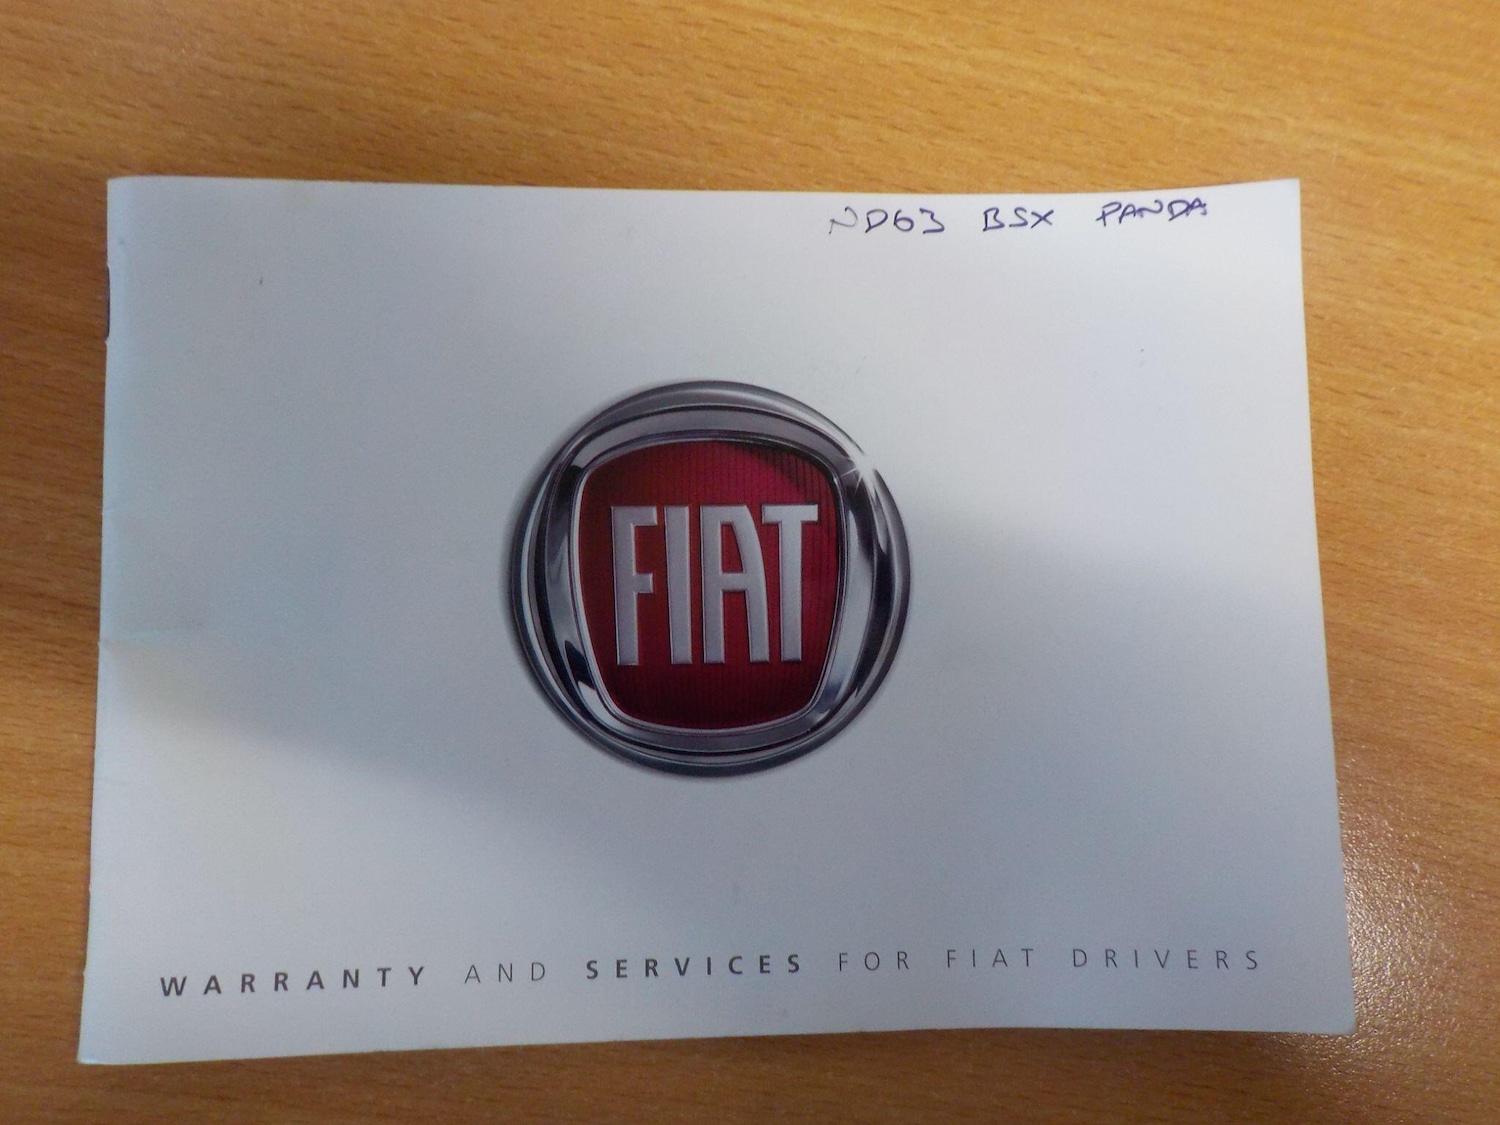 ND63 BSX PANDA
FIAT
WARRANTY AND SERVICES FOR FIAT DRIVERS